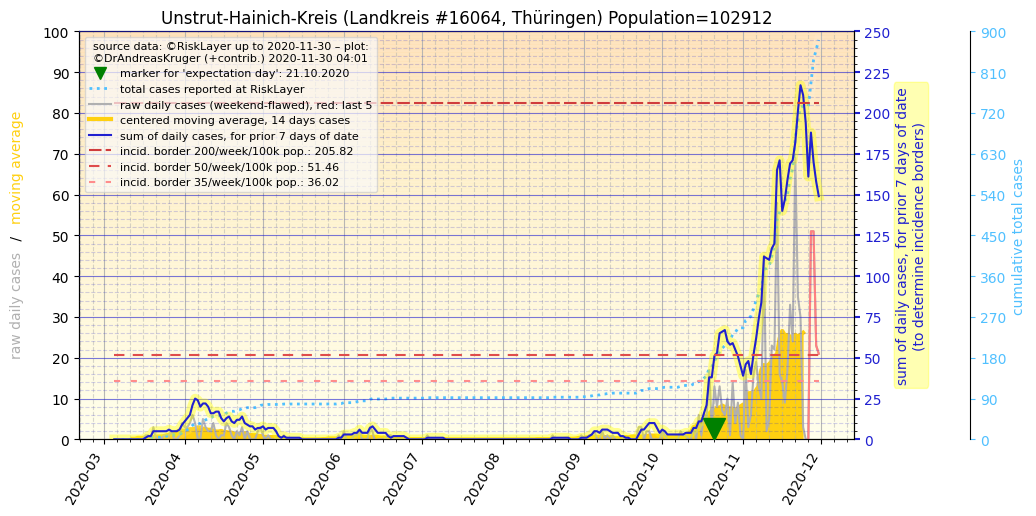 Unstrut-Hainich-Kreis (Landkreis #16064, Thüringen) Population=102912
source data: ©RiskLayer up to 2020-11-30 – plot:
©DrAndreasKruger (+contrib.) 2020-11-30 04:01
marker for 'expectation day': 21.10.2020
total cases reported at RiskLayer
raw daily cases (weekend-flawed), red: last 5
centered moving average, 14 days cases
sum of daily cases, for prior 7 days of date
incid. border 200/week/100k pop.: 205.82
incid. border 50/week/100k pop.: 51.46
incid. border 35/week/100k pop.: 36.02
raw daily cases / moving average
100
90
80
70
60
50
40
30
20
10
0
2020-03
2020-04
2020-05
2020-06
2020-07
2020-08
2020-09
2020-10
2020-11
2020-12
250
225
200
175
150
125
100
75
50
25
0
sum of daily cases, for prior 7 days of date
(to determine incidence borders)
900
810
720
630
540
450
360
270
180
90
0
cumulative total cases